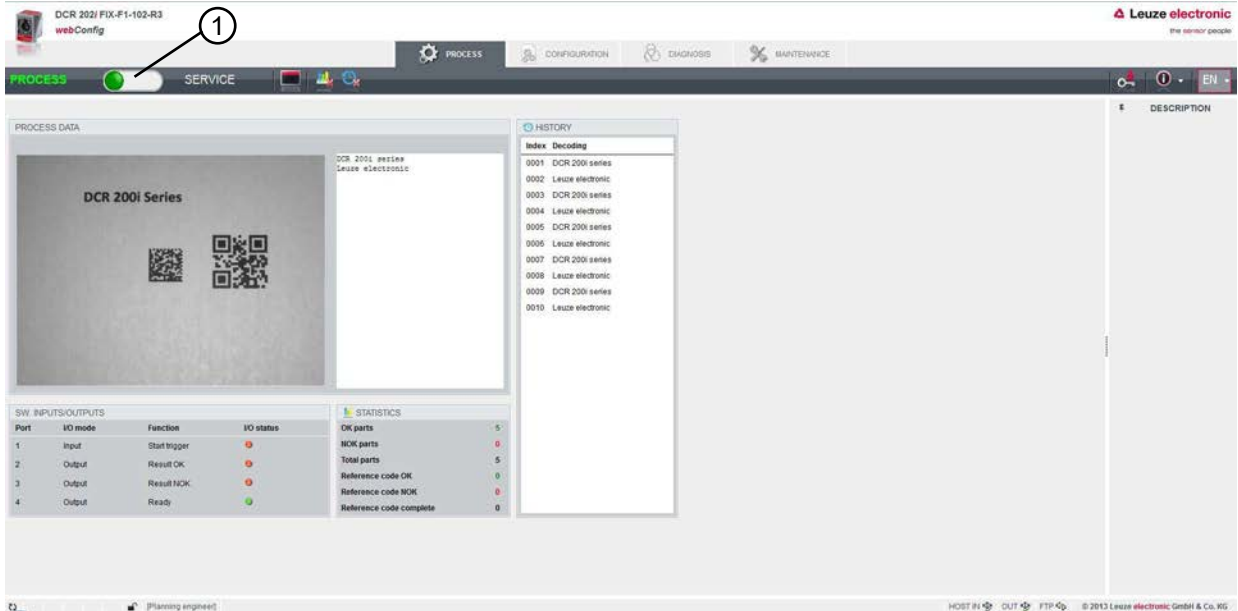 DCR 202i FIX-F1-102-R3
webConfig
1
Leuze electronic
the sensor people
PROCESS
CONFIGURATION
DIAGNOSIS
MAINTENANCE
PROCESS
SERVICE
EN
DESCRIPTION
PROCESS DATA
DCR 200i Series
DCR 200i series
Leuze electronic
HISTORY
Index Decoding
0001 DCR 200i series
0002 Leuze electronic
0003 DCR 200i series
0004 Leuze electronic
0005 DCR 200i series
0006 Leuze electronic
0007 DCR 200i series
0008 Leuze electronic
0009 DCR 200i series
0010 Leuze electronic
SW. INPUTS/OUTPUTS
Port I/O mode Function I/O status
1 Input Start trigger
2 Output Result OK
3 Output Result NOK
4 Output Ready
STATISTICS
OK parts 5
NOK parts 0
Total parts 5
Reference code OK 0
Reference code NOK 0
Reference code complete 0
[Planning engineer]
HOST IN OUT FTP © 2013 Leuze electronic GmbH & Co. KG